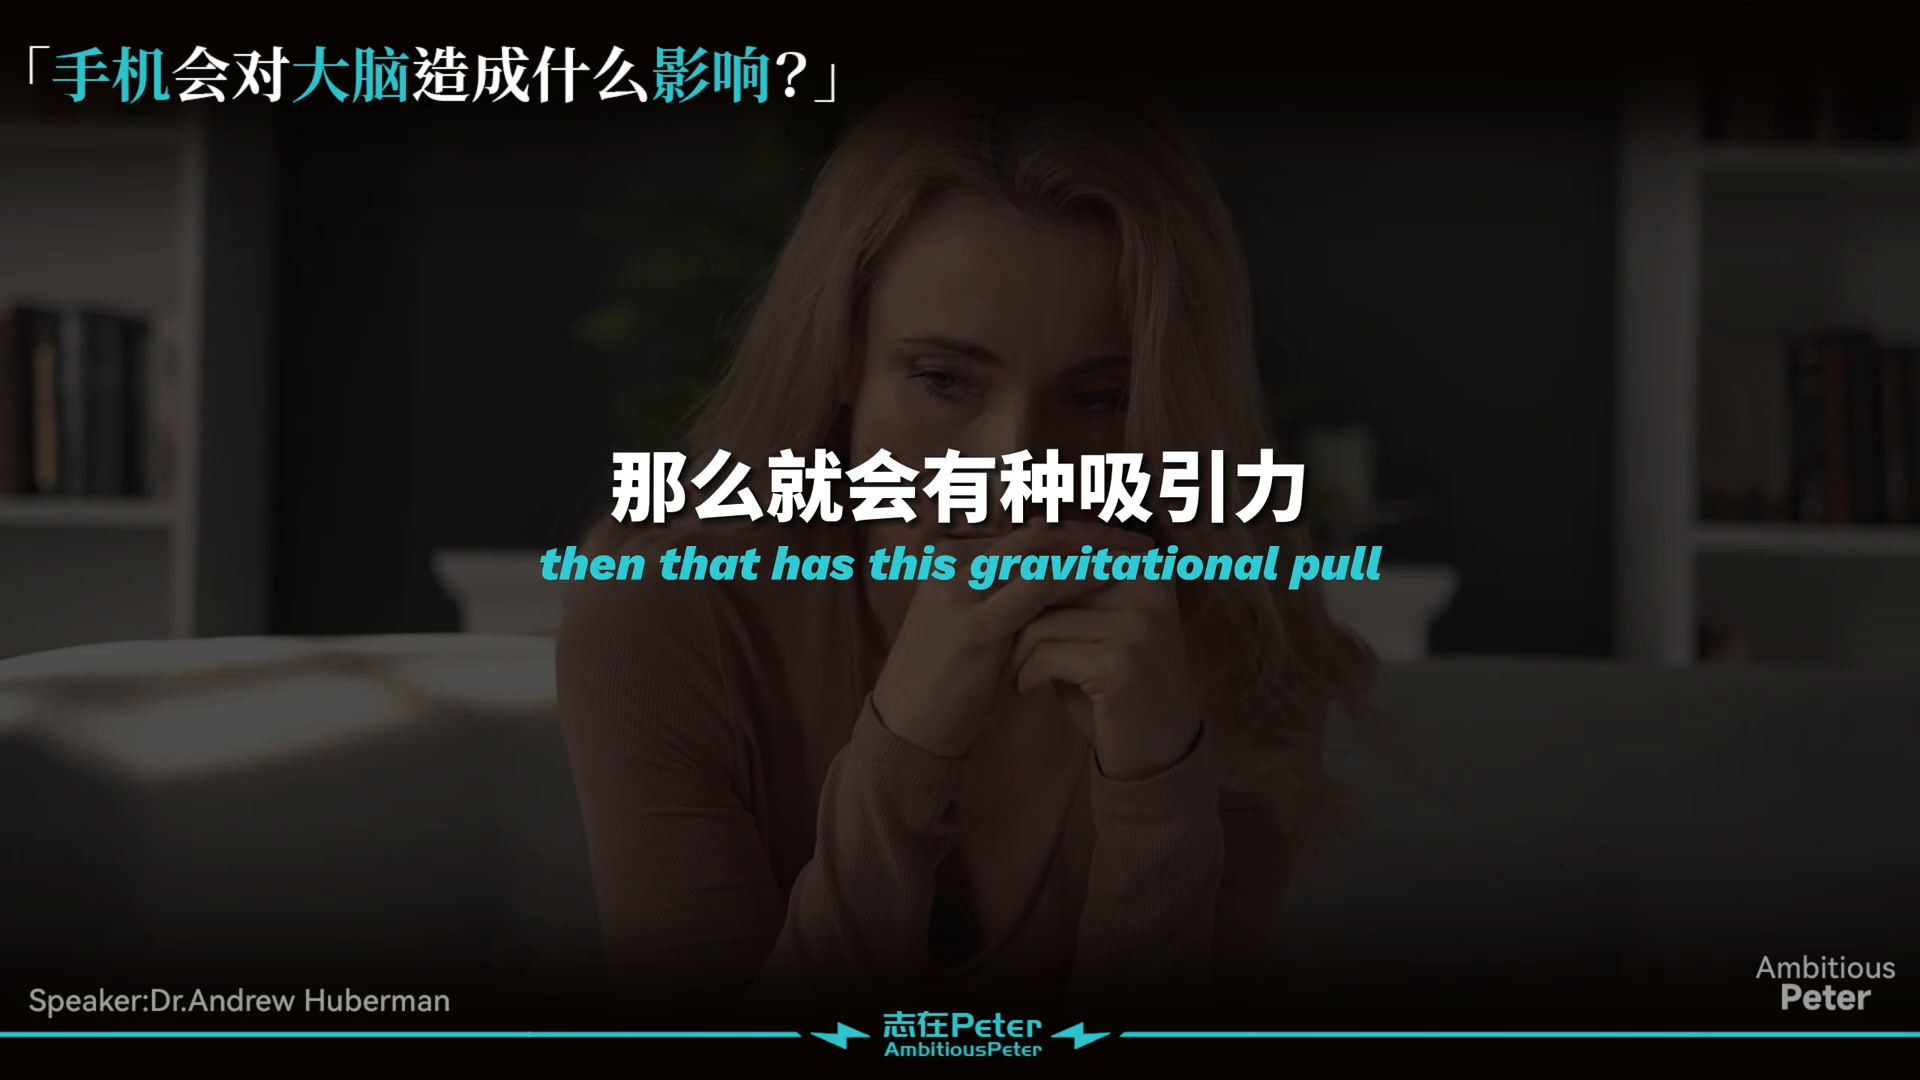 「手机会对大脑造成什么影响？」
那么就会有种吸引力
then that has this gravitational pull
Speaker:Dr.Andrew Huberman
Ambitious
Peter
志在Peter
AmbitiousPeter